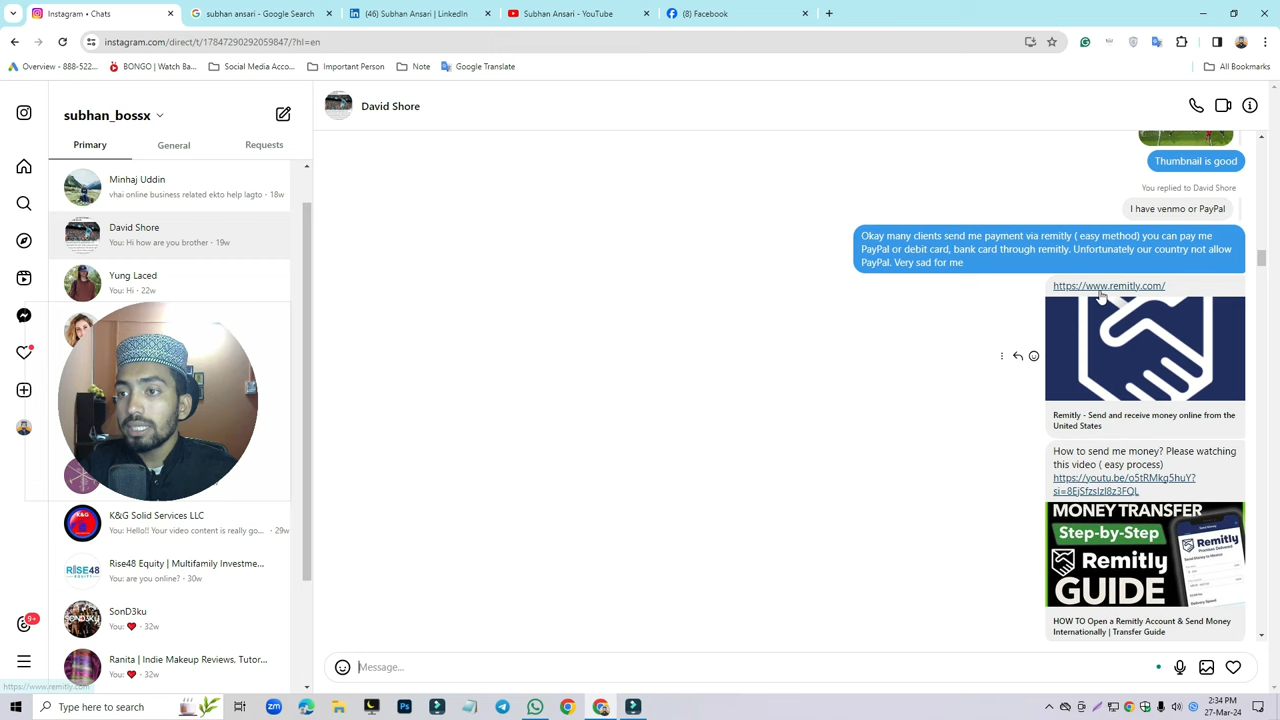 Instagram • Chats
subhan ansari - Google Search
(46) Subhan Ansari | LinkedIn
Subhan Ansari - YouTube
(8) Facebook
instagram.com/direct/t/17847290292059847/?hl=en
Overview - 888-522...
BONGO | Watch Ba...
Social Media Acco...
Important Person
Note
Google Translate
All Bookmarks
subhan_bossx
Primary
General
Requests
Minhaj Uddin
vhai online business related ekto help lagto · 18w
David Shore
You: Hi how are you brother · 19w
Yung Laced
You: Hi · 22w
K&G Solid Services LLC
You: Hello!! Your video content is really go... · 29w
Rise48 Equity | Multifamily Investme...
You: are you online? · 30w
SonD3ku
You: ❤ · 32w
Ranita | Indie Makeup Reviews, Tutor...
You: ❤ · 32w
9+
https://www.remitly.com
David Shore
Thumbnail is good
You replied to David Shore
I have venmo or PayPal
Okay many clients send me payment via remitly ( easy method) you can pay me
PayPal or debit card, bank card through remitly. Unfortunately our country not allow
PayPal. Very sad for me
https://www.remitly.com/
Remitly - Send and receive money online from the
United States
How to send me money? Please watching
this video ( easy process)
https://youtu.be/o5tRMkg5huY?
si=8EjSfzsIzl8z3FQL
MONEY TRANSFER
Step-by-Step
Remitly
GUIDE
HOW TO Open a Remitly Account & Send Money
Internationally | Transfer Guide
Message...
Type here to search
2:34 PM
27-Mar-24